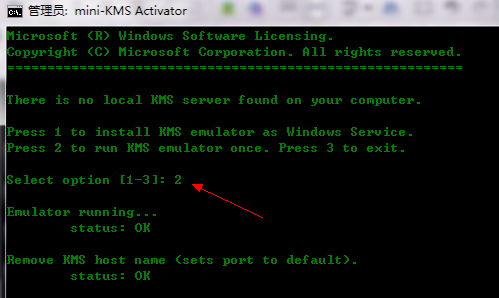 管理员: mini-KMS Activator
Microsoft (R) Windows Software Licensing.
Copyright (C) Microsoft Corporation. All rights reserved.
=========================================================
There is no local KMS server found on your computer.
Press 1 to install KMS emulator as Windows Service.
Press 2 to run KMS emulator once. Press 3 to exit.
Select option [1-3]: 2
Emulator running...
status: OK
Remove KMS host name (sets port to default).
status: OK